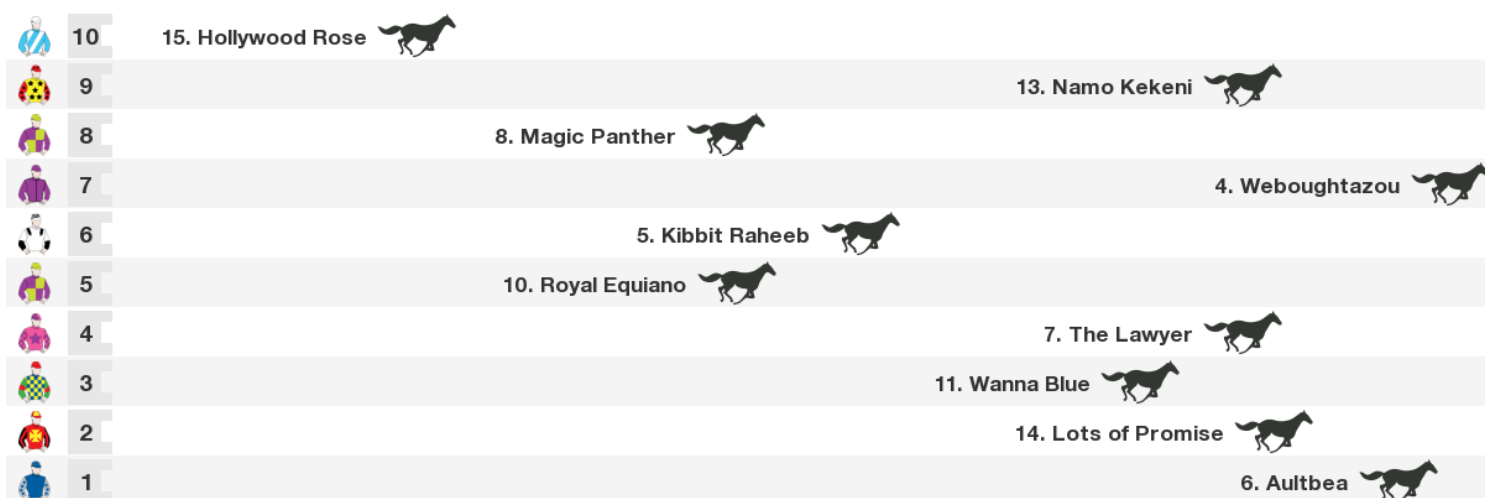 10 15. Hollywood Rose
9 13. Namo Kekeni
8 8. Magic Panther
7 4. Weboughtazou
6 5. Kibbit Raheeb
5 10. Royal Equiano
4 7. The Lawyer
3 11. Wanna Blue
2 14. Lots of Promise
1 6. Aultbea